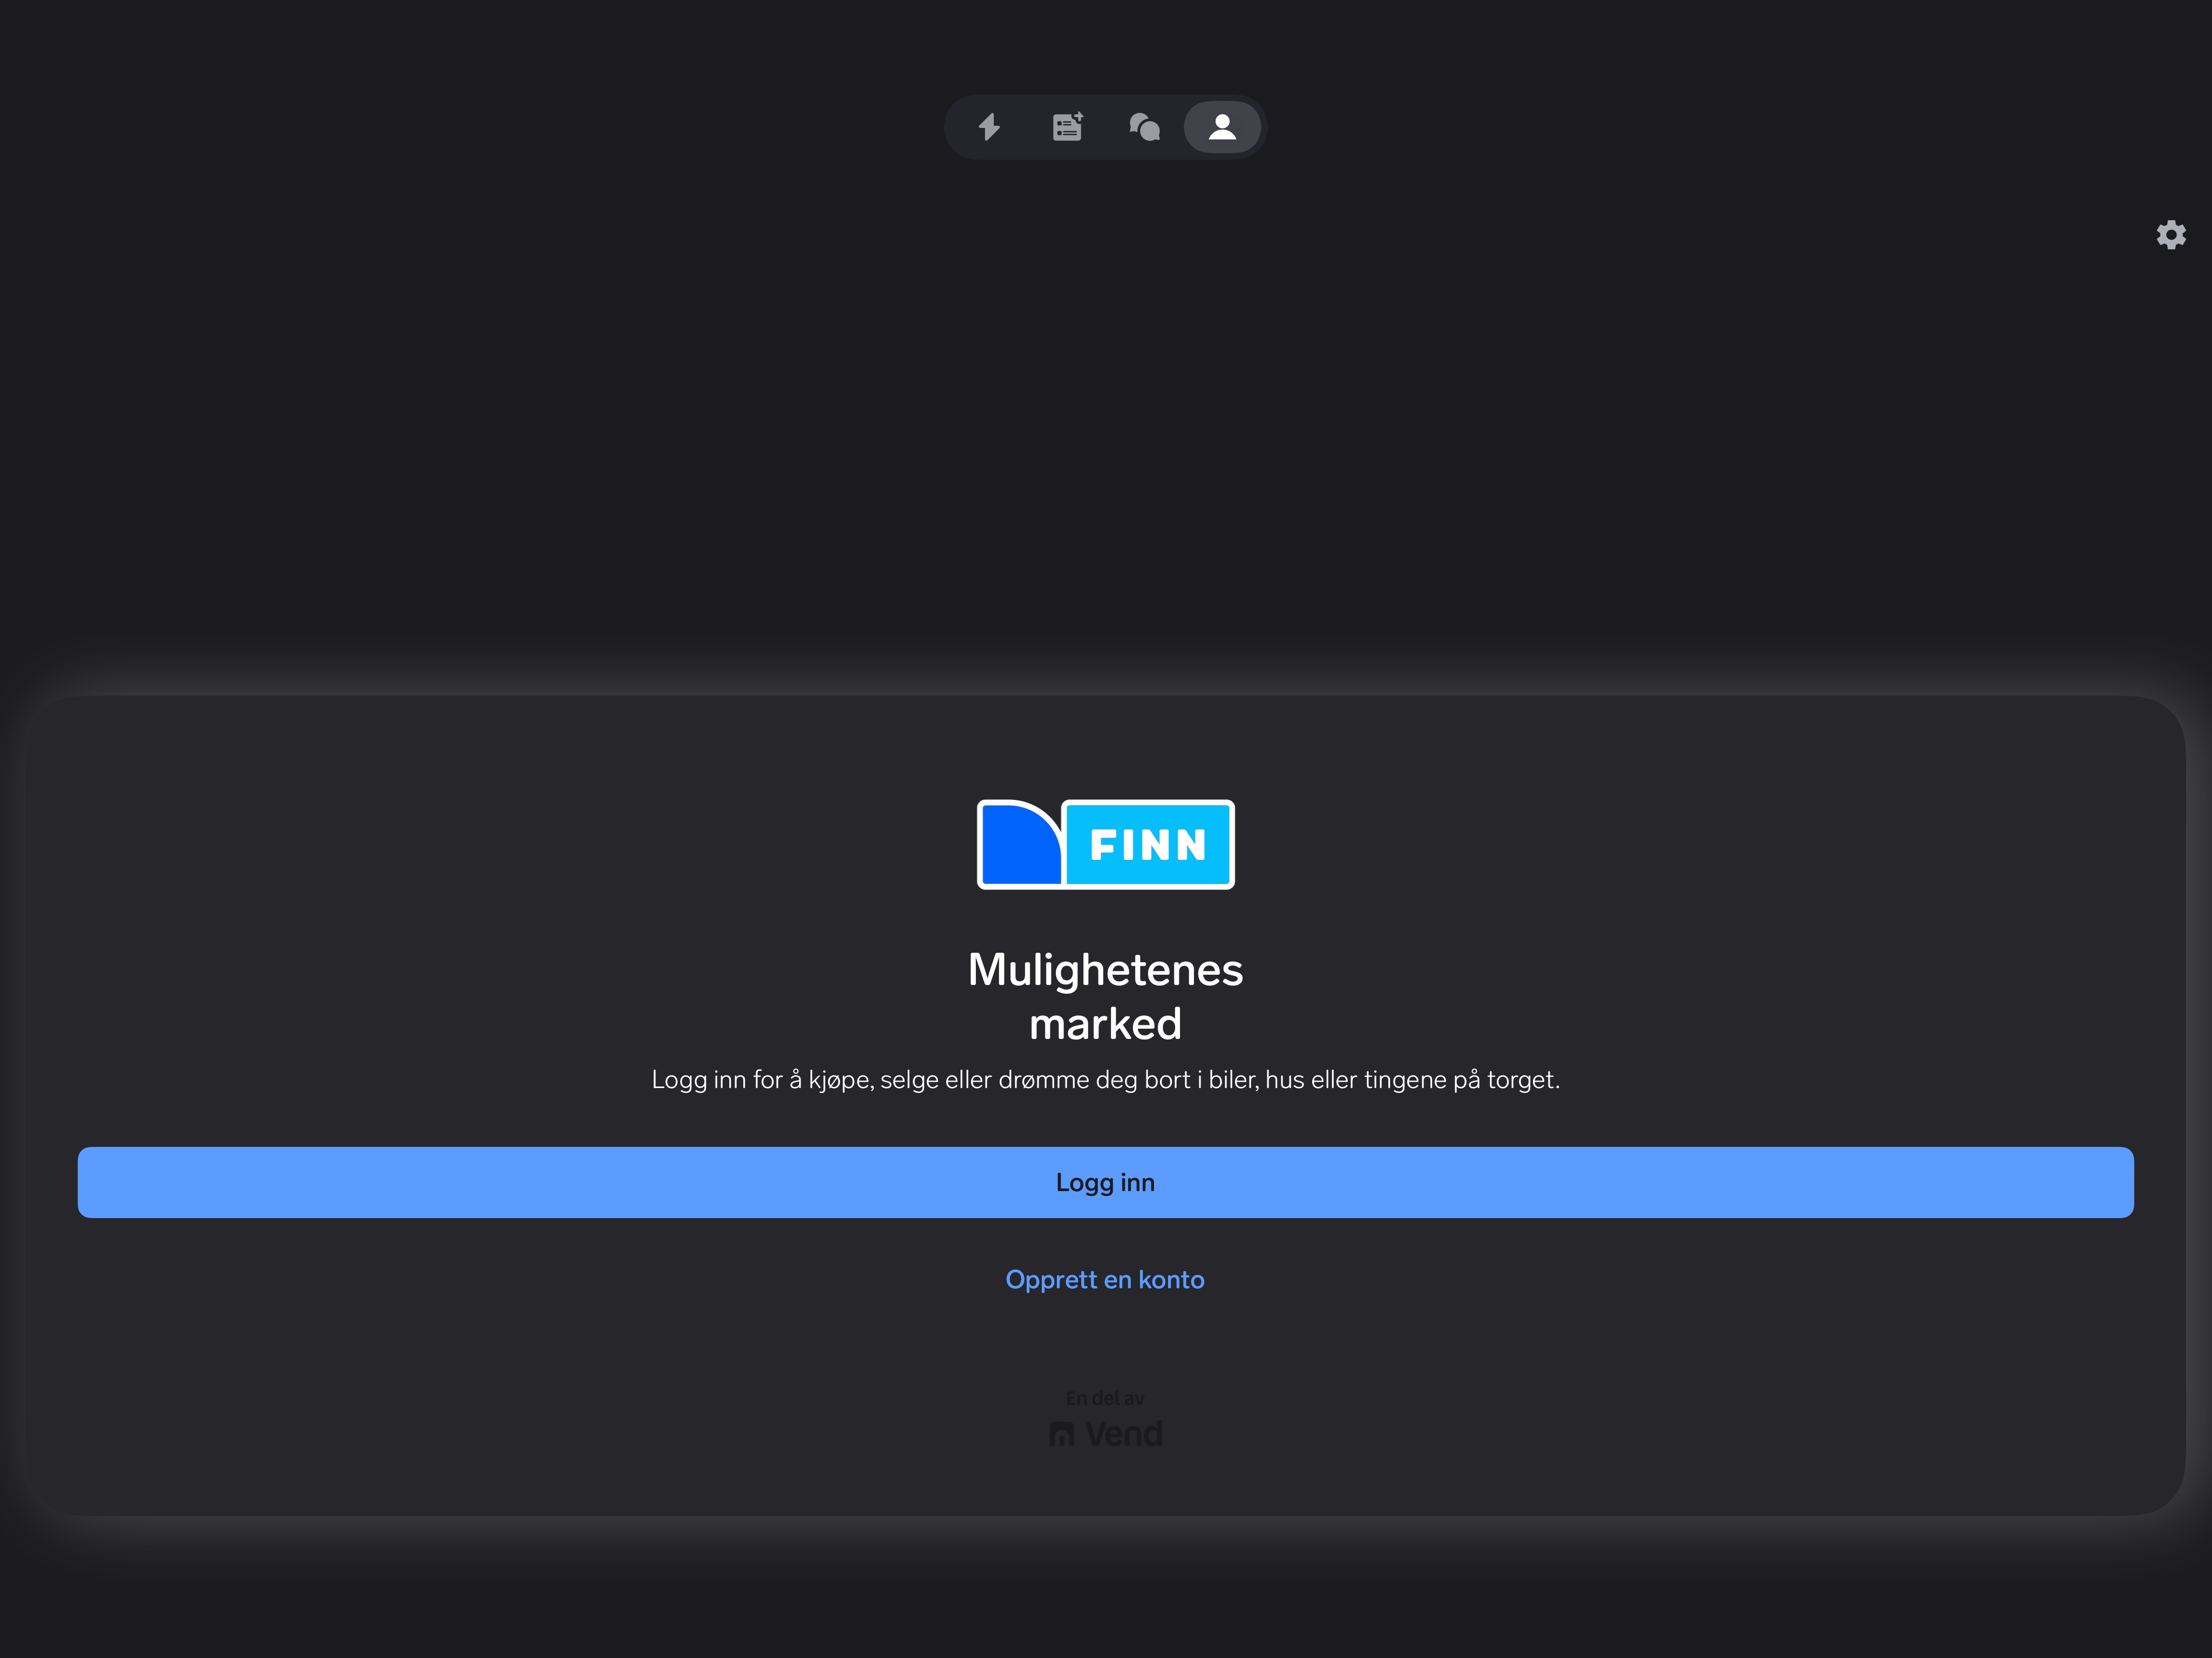 FINN
Mulighetenes
marked
Logg inn for å kjøpe, selge eller drømme deg bort i biler, hus eller tingene på torget.
Logg inn
Opprett en konto
En del av
Vend